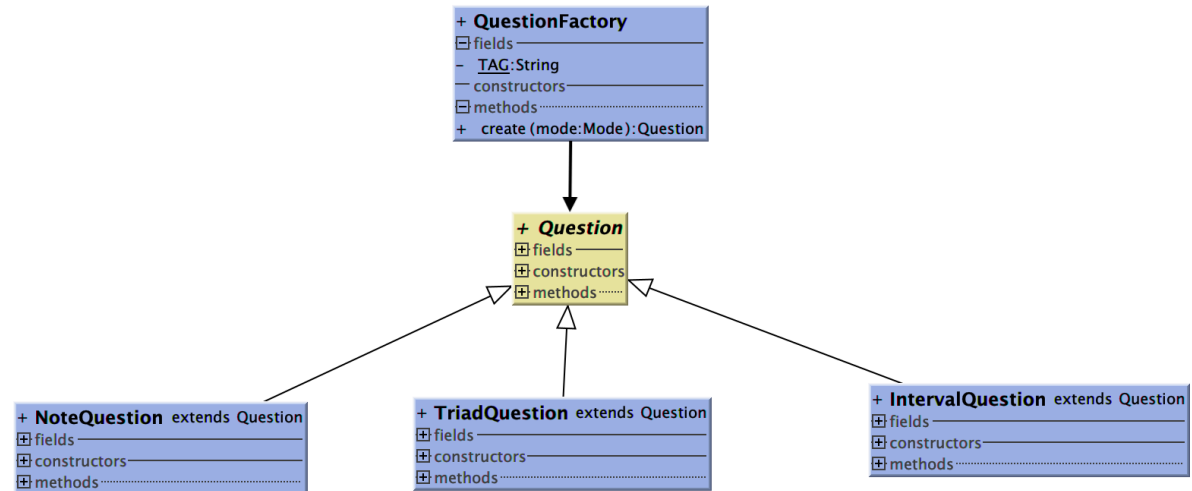 + QuestionFactory
fields
- TAG:String
constructors
methods
+ create (mode:Mode):Question
+ Question
fields
constructors
methods
+ NoteQuestion extends Question
fields
constructors
methods
+ TriadQuestion extends Question
fields
constructors
methods
+ IntervalQuestion extends Question
fields
constructors
methods